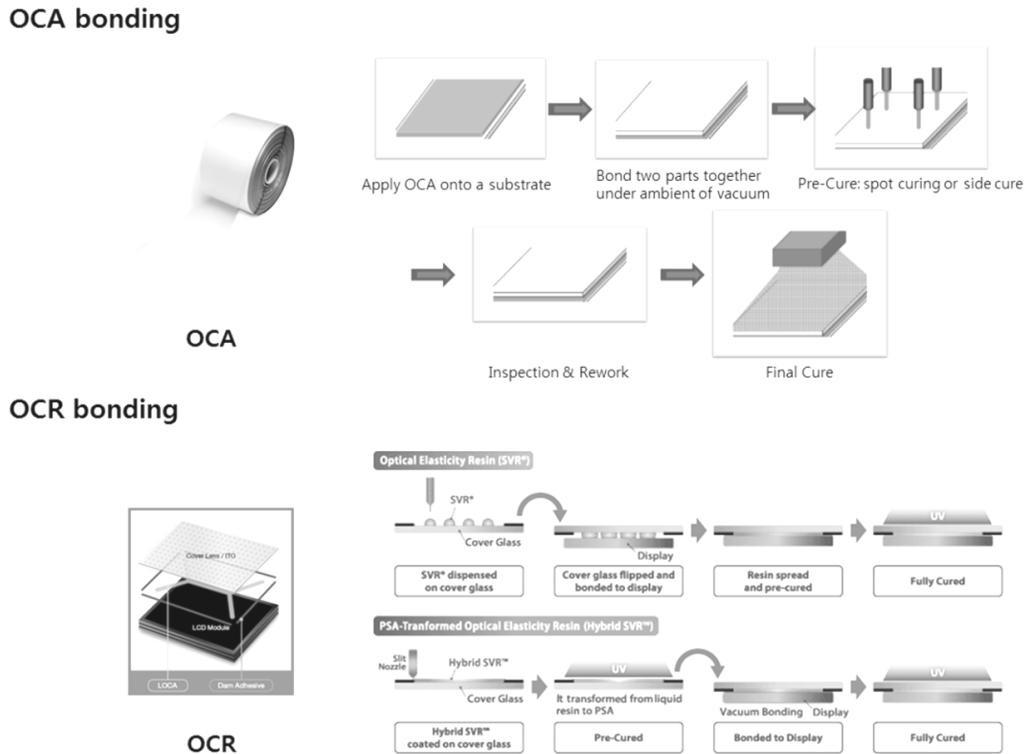 OCA bonding
Apply OCA onto a substrate
Bond two parts together
under ambient of vacuum
Pre-Cure: spot curing or side cure
OCA
Inspection & Rework
Final Cure
OCR bonding
Optical Elasticity Resin (SVR*)
SVR*
Cover Glass
Display
UV
SVR* dispensed
on cover glass
Cover glass flipped and
bonded to display
Resin spread
and pre-cured
Fully Cured
Cover Lens / ITO
LCD Module
LOCA
Dam Adhesive
OCR
PSA-Tranformed Optical Elasticity Resin (Hybrid SVR™)
Slit
Nozzle
Hybrid SVR™
Cover Glass
UV
It transformed from liquid
resin to PSA
Vacuum Bonding
Display
UV
Hybrid SVR™
coated on cover glass
Pre-Cured
Bonded to Display
Fully Cured